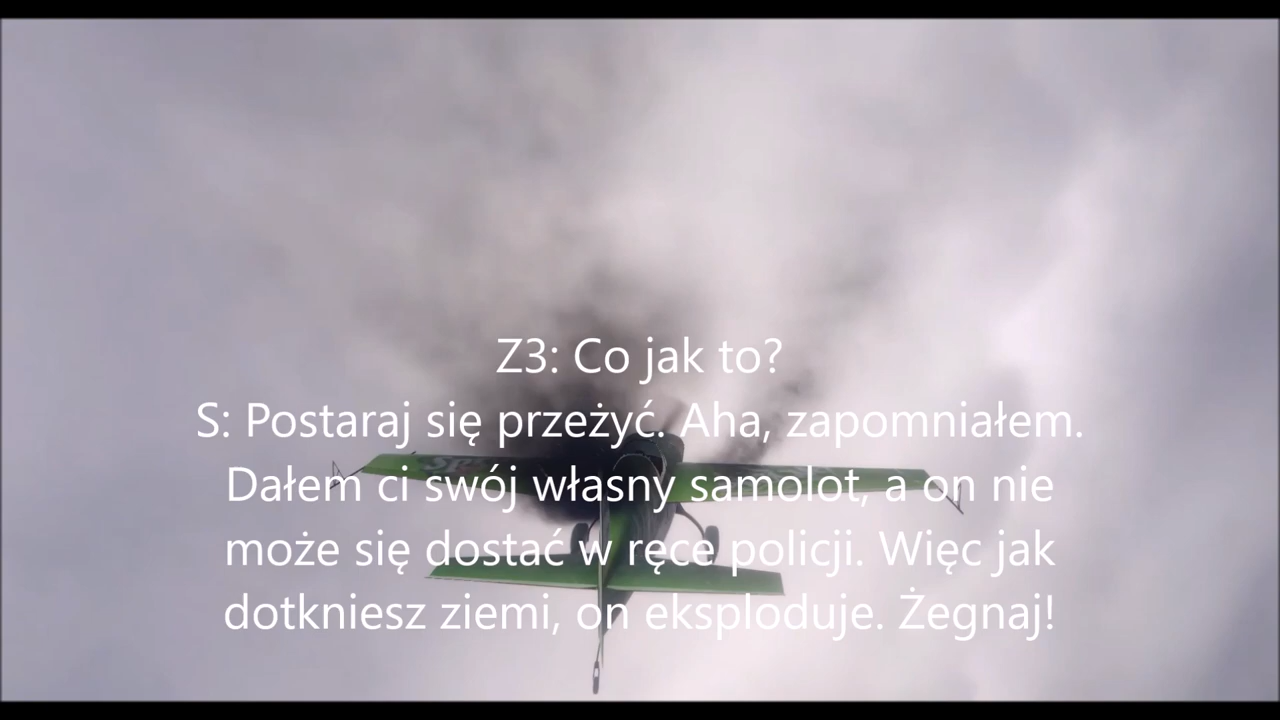 Z3: Co jak to?
S: Postaraj się przeżyć. Aha, zapomniałem.
Dałem ci swój własny samolot, a on nie
może się dostać w ręce policji. Więc jak
dotkniesz ziemi, on eksploduje. Żegnaj!